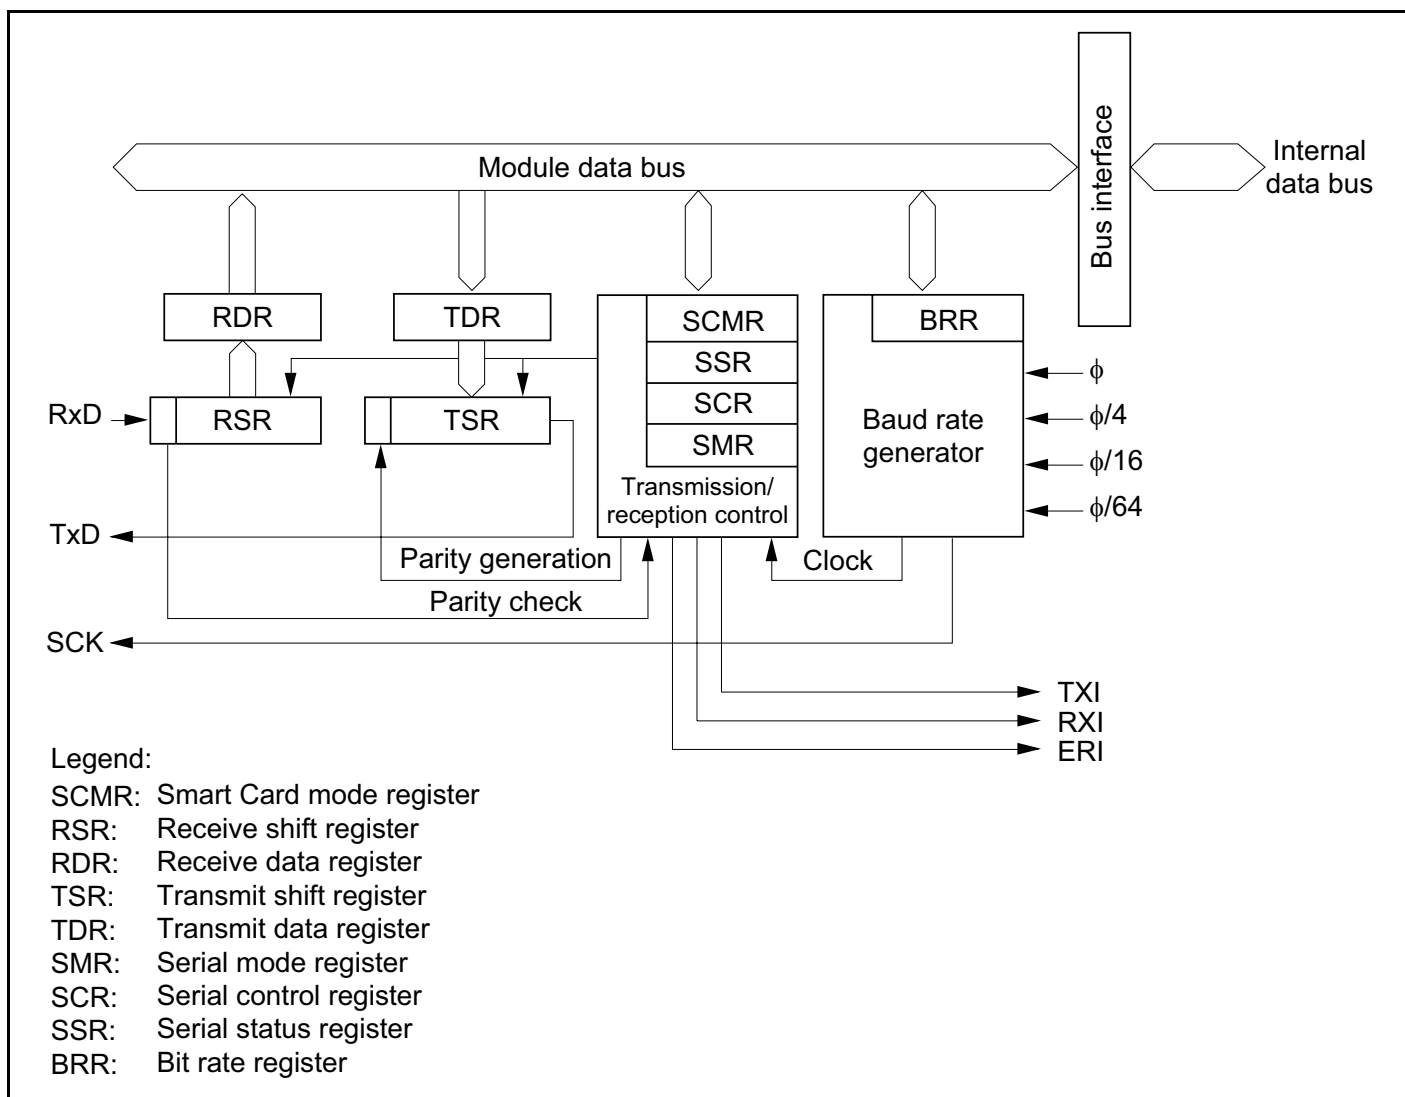 Module data bus
Bus interface
Internal
data bus
RDR
TDR
SCMR
BRR
SSR
SCR
SMR
RSR
TSR
RxD
Baud rate
generator
ϕ
ϕ/4
ϕ/16
ϕ/64
Transmission/
reception control
TxD
Parity generation
Clock
Parity check
SCK
TXI
RXI
ERI
Legend:
SCMR: Smart Card mode register
RSR: Receive shift register
RDR: Receive data register
TSR: Transmit shift register
TDR: Transmit data register
SMR: Serial mode register
SCR: Serial control register
SSR: Serial status register
BRR: Bit rate register